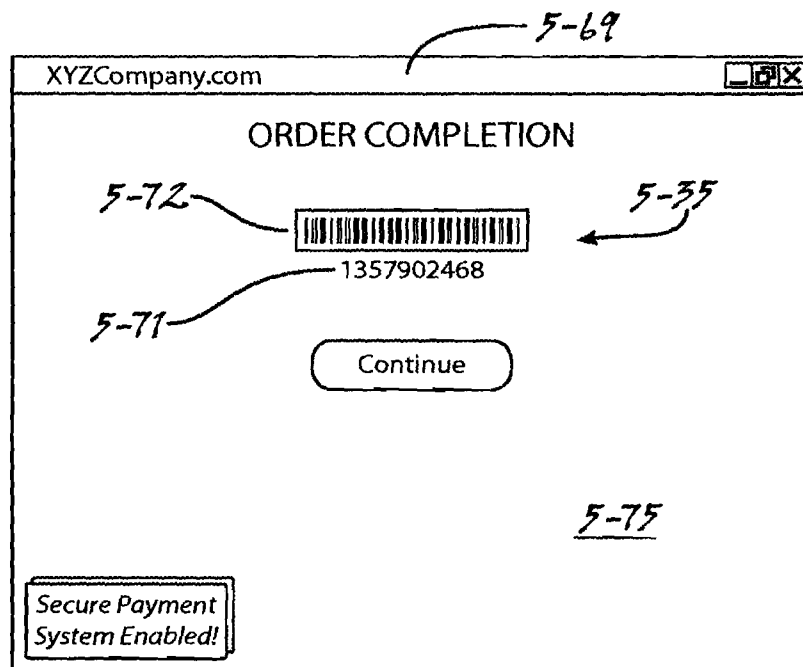 5-69
XYZCompany.com
ORDER COMPLETION
5-72
5-35
1357902468
5-71
Continue
5-75
Secure Payment
System Enabled!